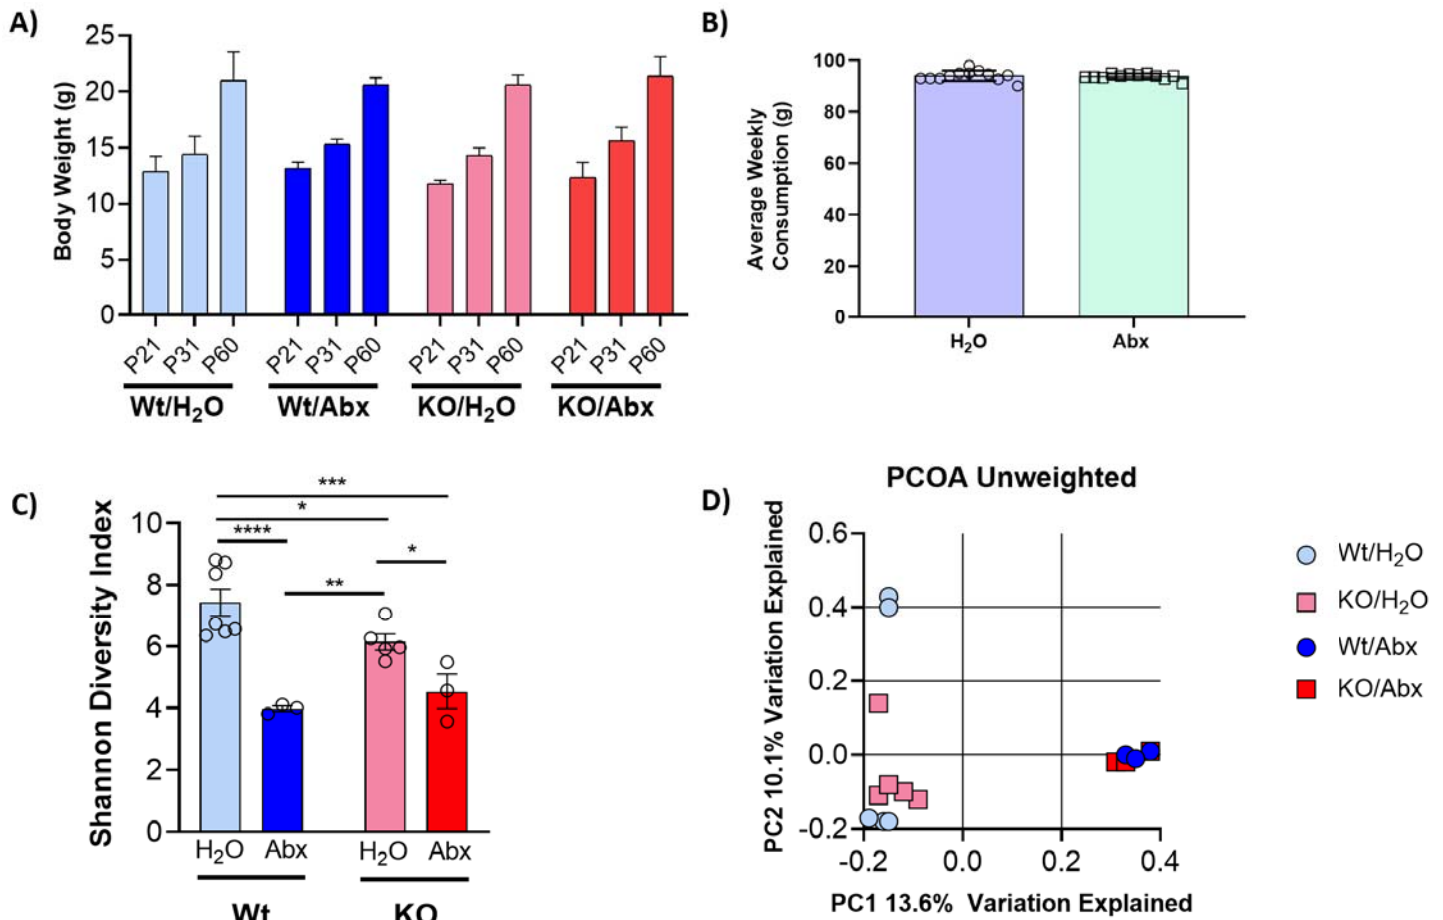 A)
25
20
15
10
5
0
Body Weight (g)
P21 P31 P60 P21 P31 P60 P21 P31 P60 P21 P31 P60
Wt/H₂O Wt/Abx KO/H₂O KO/Abx
B)
100
80
60
40
20
0
Average Weekly
Consumption (g)
H₂O Abx
C)
***
*
****
*
**
10
8
6
4
2
0
Shannon Diversity Index
H₂O Abx H₂O Abx
Wt KO
D)
PCOA Unweighted
0.6
0.4
0.2
0.0
-0.2
PC2 10.1% Variation Explained
-0.2 0.0 0.2 0.4
PC1 13.6% Variation Explained
Wt/H₂O
KO/H₂O
Wt/Abx
KO/Abx